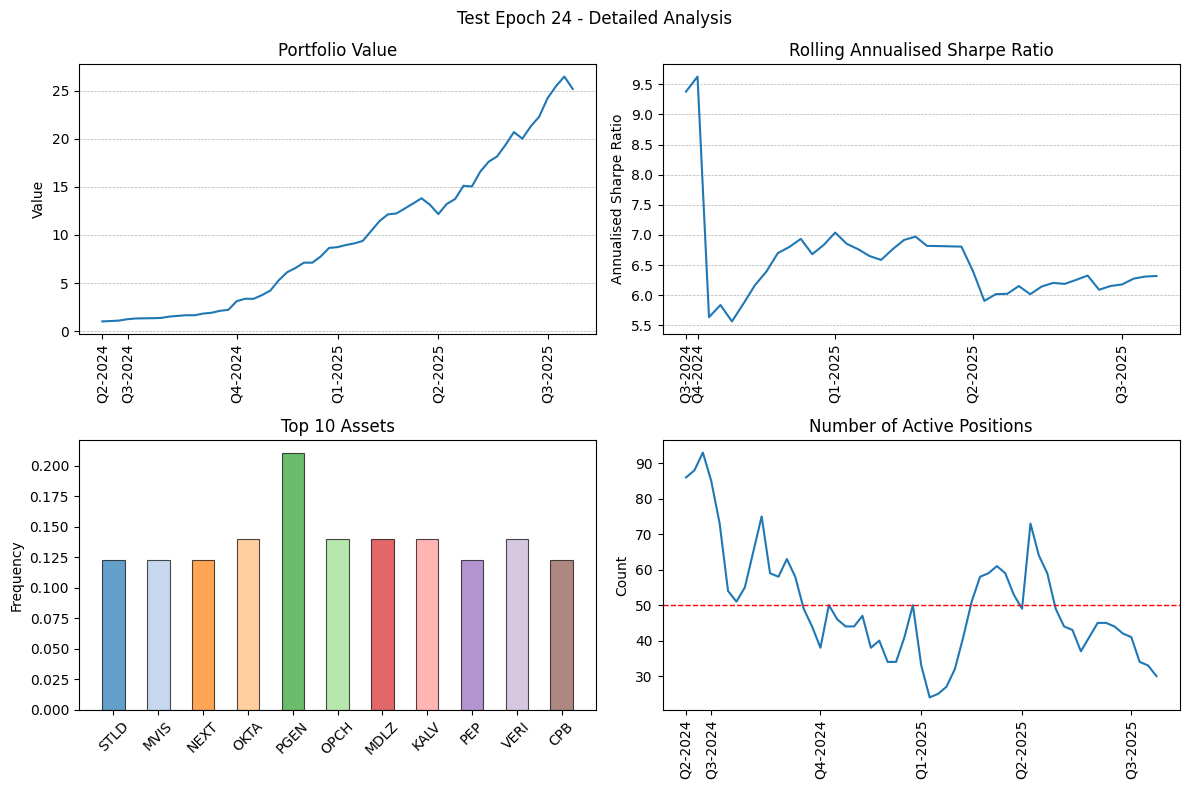 Test Epoch 24 - Detailed Analysis
Portfolio Value
Value
25
20
15
10
5
0
Q2-2024
Q3-2024
Q4-2024
Q1-2025
Q2-2025
Q3-2025
Rolling Annualised Sharpe Ratio
Annualised Sharpe Ratio
9.5
9.0
8.5
8.0
7.5
7.0
6.5
6.0
5.5
Q3-2024
Q4-2024
Q1-2025
Q2-2025
Q3-2025
Top 10 Assets
Frequency
0.200
0.175
0.150
0.125
0.100
0.075
0.050
0.025
0.000
STLD
MVIS
NEXT
OKTA
PGEN
OPCH
MDLZ
KALV
PEP
VERI
CPB
Number of Active Positions
Count
90
80
70
60
50
40
30
Q2-2024
Q3-2024
Q4-2024
Q1-2025
Q2-2025
Q3-2025